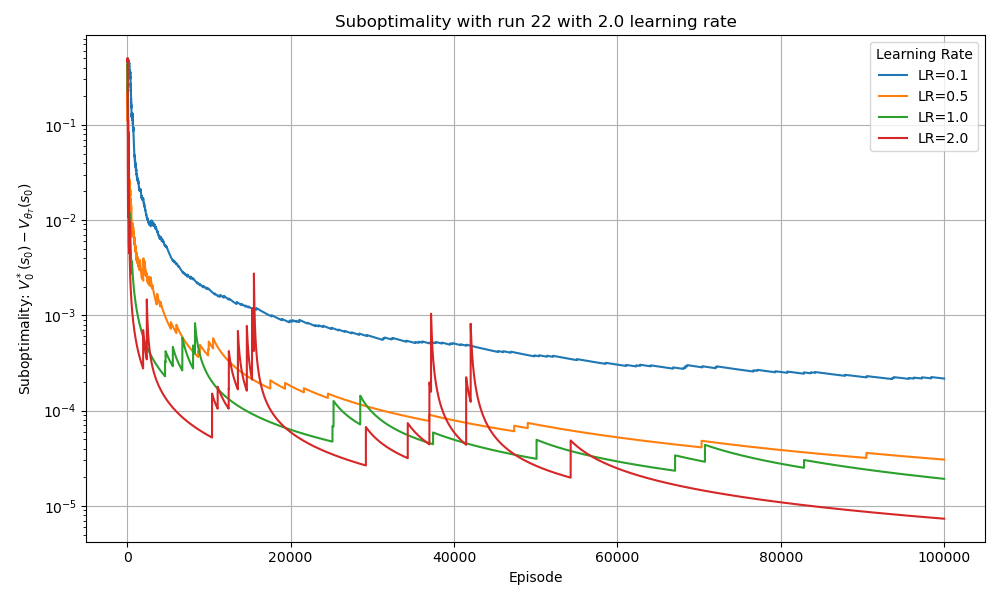 Suboptimality with run 22 with 2.0 learning rate
Learning Rate
LR=0.1
LR=0.5
LR=1.0
LR=2.0
Suboptimality: $V_0^*(s_0) - V_{\theta_T}(s_0)$
10⁻¹
10⁻²
10⁻³
10⁻⁴
10⁻⁵
0 20000 40000 60000 80000 100000
Episode